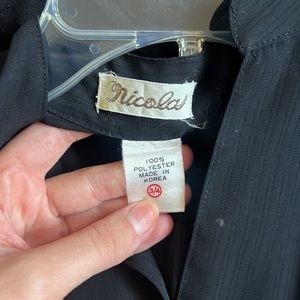 nicola
100%
POLYESTER
MADE IN
KOREA
3/4